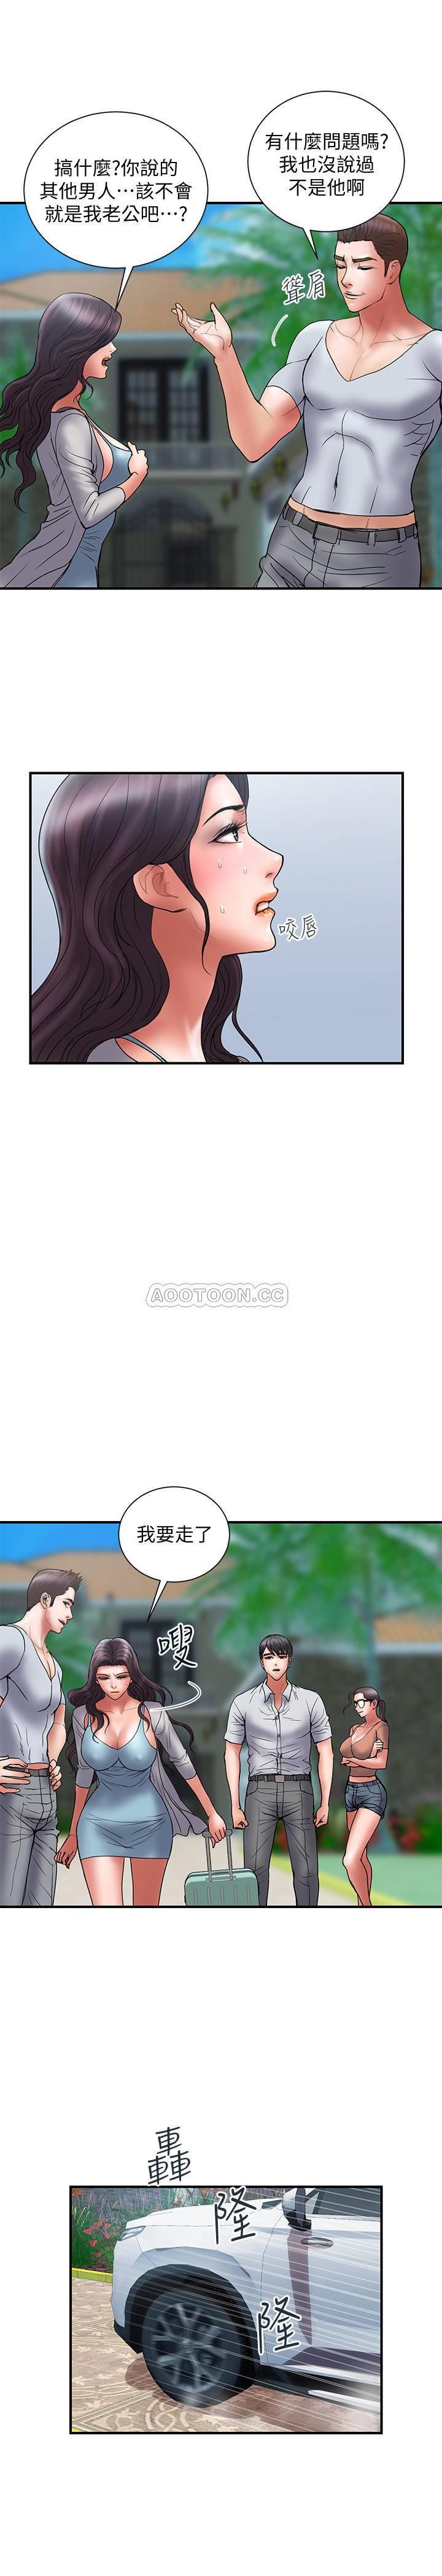 有什麼問題嗎?
我也沒說過
不是他啊
搞什麼?你說的
其他男人…該不會
就是我老公吧…?
聳肩
咬唇
AOOTOON.CC
我要走了
嗖
轟
隆
隆